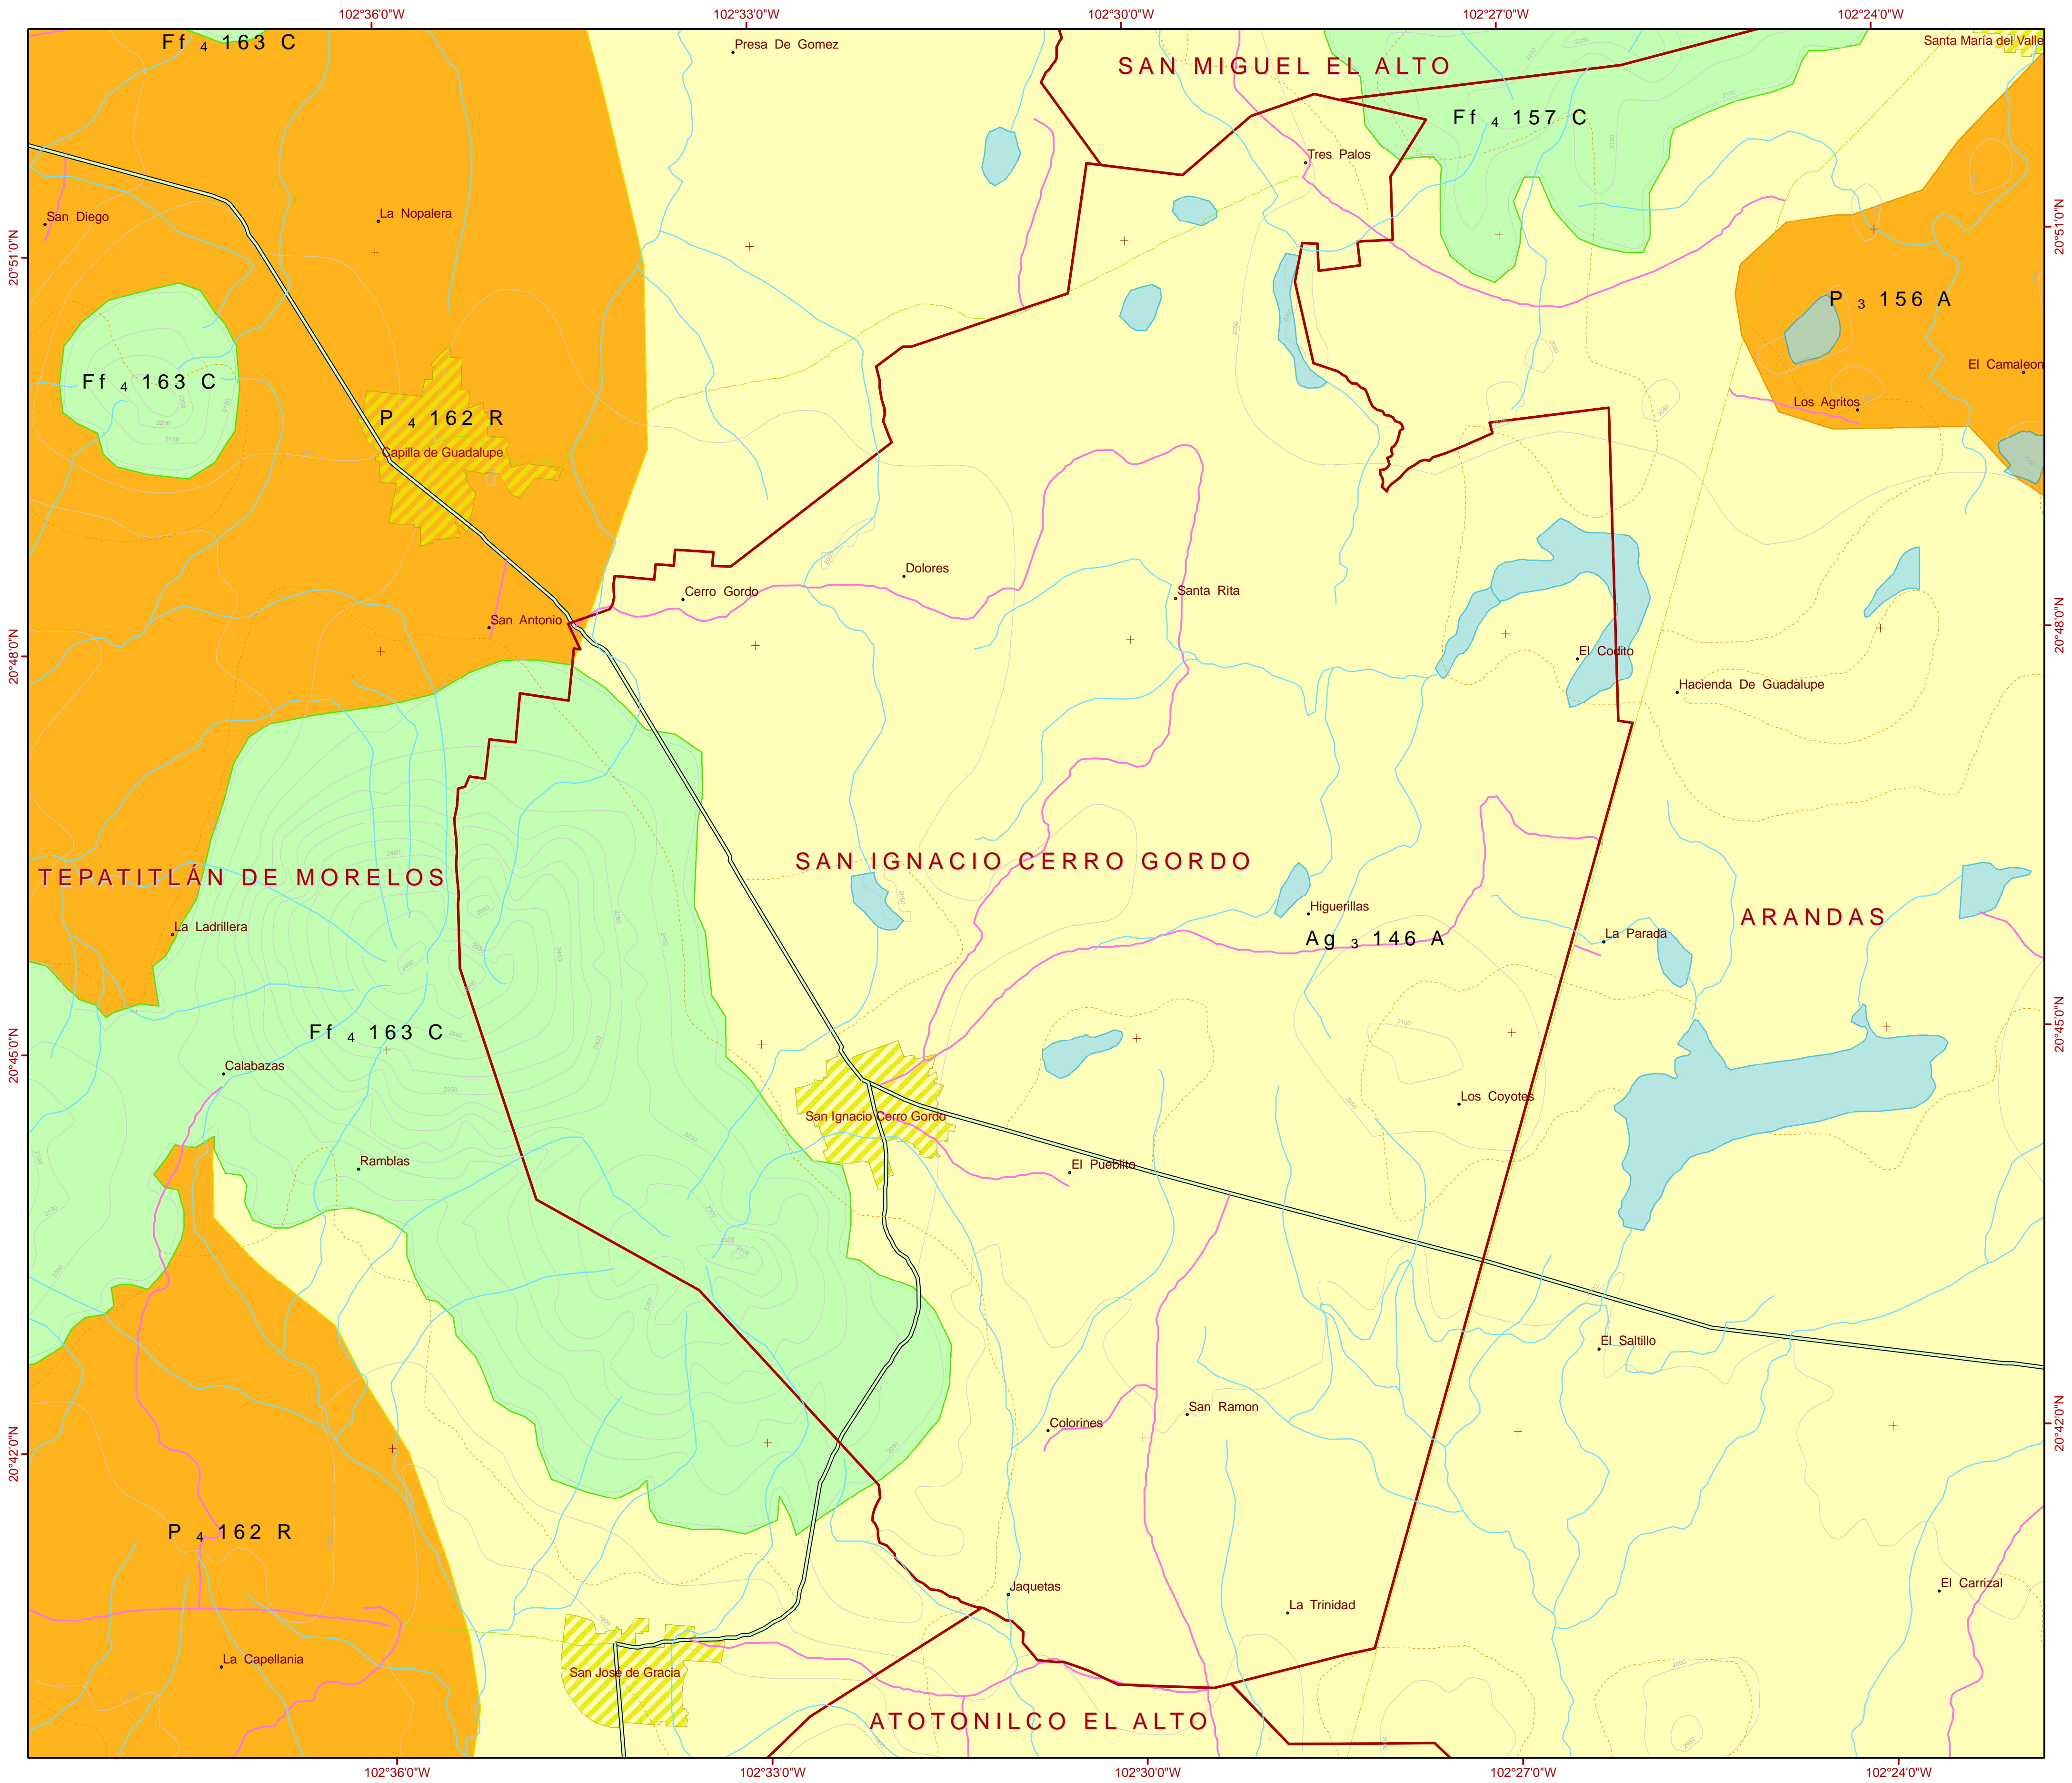 102°36'0"W 102°33'0"W 102°30'0"W 102°27'0"W 102°24'0"W
Ff 4 163 C
Presa De Gomez
Santa María del Valle
SAN MIGUEL EL ALTO
Ff 4 157 C
Tres Palos
San Diego
La Nopalera
20°51'0"N
20°51'0"N
P 3 156 A
El Camaleon
Ff 4 163 C
Los Agritos
P 4 162 R
Capilla de Guadalupe
Dolores
Cerro Gordo
Santa Rita
San Antonio
20°48'0"N
20°48'0"N
El Codito
Hacienda De Guadalupe
SAN IGNACIO CERRO GORDO
TEPATITLÁN DE MORELOS
Higuerillas
ARANDAS
La Ladrillera
La Parada
Ag 3 146 A
Ff 4 163 C
20°45'0"N
20°45'0"N
Calabazas
Los Coyotes
San Ignacio Cerro Gordo
Ramblas
El Pueblito
El Saltillo
San Ramon
Colorines
20°42'0"N
20°42'0"N
P 4 162 R
Jaquetas
El Carrizal
La Trinidad
La Capellania
San José de Gracia
ATOTONILCO EL ALTO
102°36'0"W 102°33'0"W 102°30'0"W 102°27'0"W 102°24'0"W